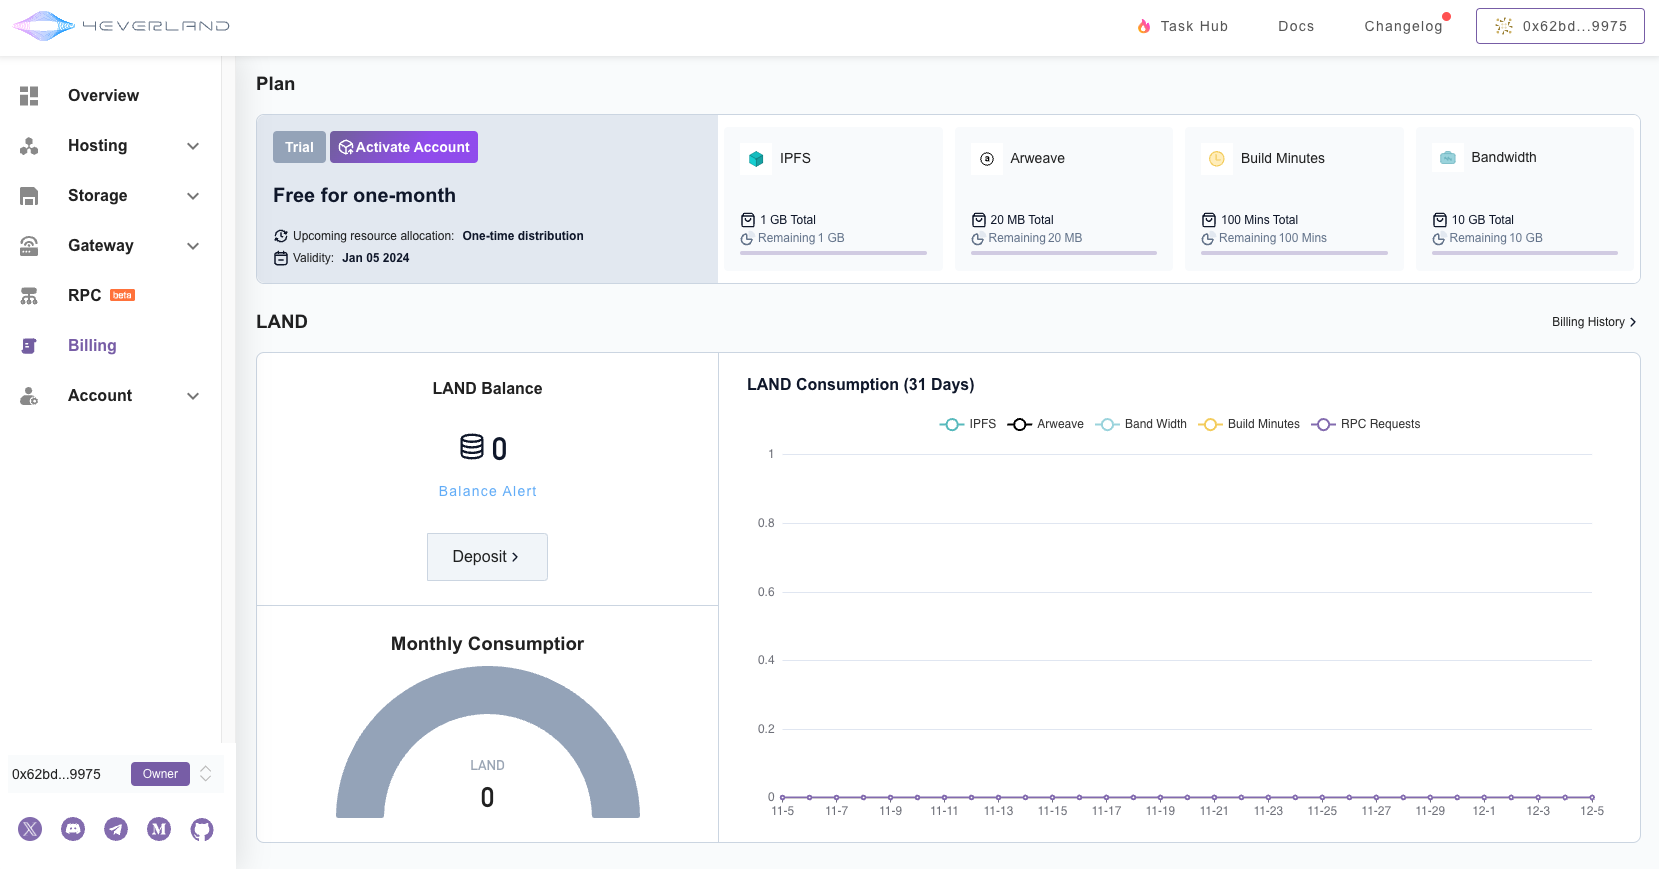 4EVERLAND
Task Hub
Docs
Changelog
0x62bd...9975
Overview
Hosting
Storage
Gateway
RPC beta
Billing
Account
0x62bd...9975 Owner
Plan
Trial Activate Account
Free for one-month
Upcoming resource allocation: One-time distribution
Validity: Jan 05 2024
IPFS
1 GB Total
Remaining 1 GB
Arweave
20 MB Total
Remaining 20 MB
Build Minutes
100 Mins Total
Remaining 100 Mins
Bandwidth
10 GB Total
Remaining 10 GB
LAND
Billing History
LAND Balance
0
Balance Alert
Deposit
Monthly Consumptior
LAND
0
LAND Consumption (31 Days)
IPFS Arweave Band Width Build Minutes RPC Requests
1
0.8
0.6
0.4
0.2
0
11-5 11-7 11-9 11-11 11-13 11-15 11-17 11-19 11-21 11-23 11-25 11-27 11-29 12-1 12-3 12-5